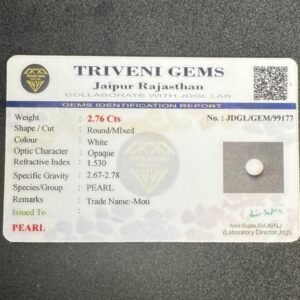 TRIVENI GEMS
Jaipur Rajasthan
COLLABORATE WITH JDGL LAB
GEMS IDENTIFICATION REPORT
Weight : 2.76 Cts No. : JDGL/GEM/99177
Shape / Cut : Round/MIxed
Colour : White
Optic Character : Opaque
Refractive Index : 1.530
Specific Gravity : 2.67-2.78
Species/Group : PEARL
Remarks : Trade Name:-Moti
Issued To :
PEARL
Amit Gupta
(Laboratory Director,Jdgl)